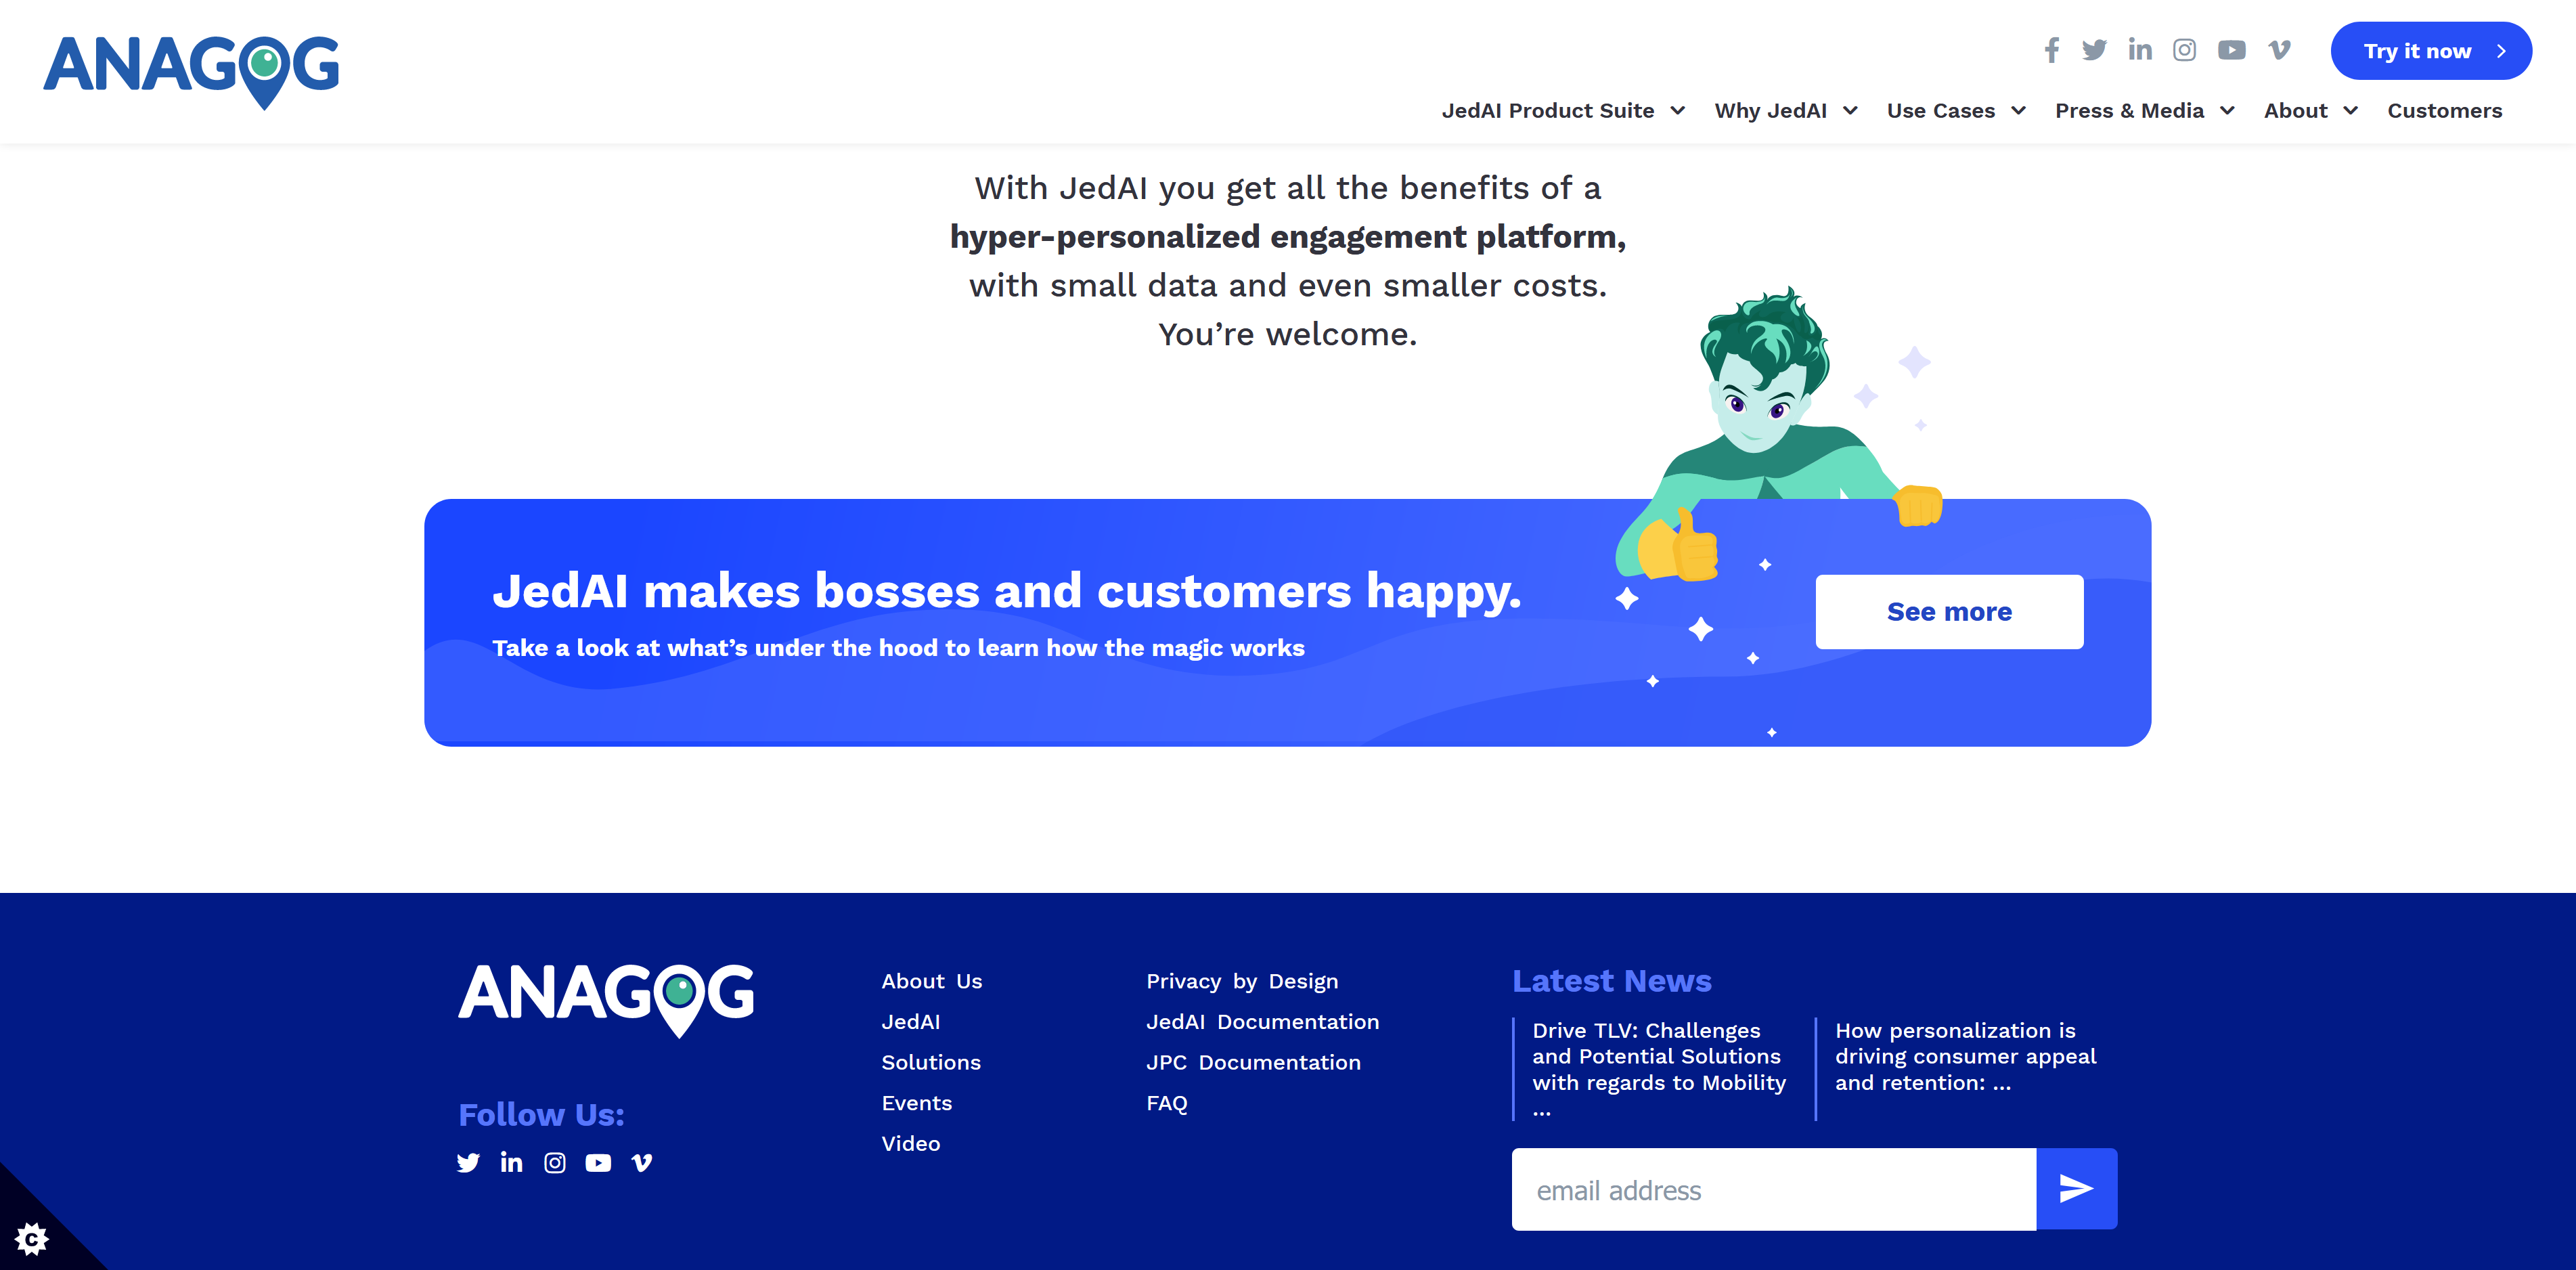 ANAGOG
Try it now
JedAI Product Suite
Why JedAI
Use Cases
Press & Media
About
Customers
With JedAI you get all the benefits of a
hyper-personalized engagement platform,
with small data and even smaller costs.
You’re welcome.
JedAI makes bosses and customers happy.
Take a look at what’s under the hood to learn how the magic works
See more
ANAGOG
Follow Us:
About Us
JedAI
Solutions
Events
Video
Privacy by Design
JedAI Documentation
JPC Documentation
FAQ
Latest News
Drive TLV: Challenges
and Potential Solutions
with regards to Mobility
...
How personalization is
driving consumer appeal
and retention: ...
email address
C